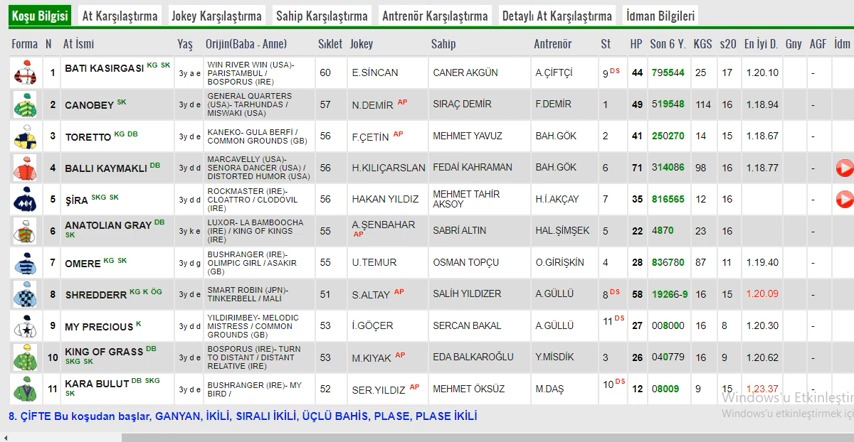 Koşu Bilgisi At Karşılaştırma Jokey Karşılaştırma Sahip Karşılaştırma Antrenör Karşılaştırma Detaylı At Karşılaştırma İdman Bilgileri
Forma N At İsmi Yaş Orijin(Baba - Anne) Sıklet Jokey Sahip Antrenör St HP Son 6 Y. KGS s20 En İyi D. Gny AGF İdm
1 BATI KASIRGASI KG SK 3y a e WIN RIVER WIN (USA)- PARISTAMBUL / BOSPORUS (IRE) 60 E.SİNCAN CANER AKGÜN A.ÇİFTÇİ 9 DS 44 795544 25 17 1.20.10 -
2 CANOBEY SK 3y d e GENERAL QUARTERS (USA)- TARHUNDAS / MISWAKI (USA) 57 N.DEMİR AP SIRAÇ DEMİR F.DEMİR 1 49 519548 114 16 1.18.94 -
3 TORETTO KG DB 3y d e KANEKO- GULA BERFİ / COMMON GROUNDS (GB) 56 F.ÇETİN AP MEHMET YAVUZ BAH.GÖK 2 41 250270 14 15 1.18.67 -
4 BALLI KAYMAKLI DB 3y d d MARCAVELLY (USA)- SENORA DANCER (USA) / DISTORTED HUMOR (USA) 56 H.KILIÇARSLAN FEDAİ KAHRAMAN BAH.GÖK 6 71 314086 98 16 1.18.77 -
5 ŞİRA SKG SK 3y d d ROCKMASTER (IRE)- CLOATTRO / CLODOVIL (IRE) 56 HAKAN YILDIZ MEHMET TAHİR AKSOY H.İ.AKÇAY 7 35 816565 12 16 -
6 ANATOLIAN GRAY DB SK 3y k e LUXOR- LA BAMBOOCHA (IRE) / KING OF KINGS (IRE) 55 A.ŞENBAHAR AP SABRİ ALTIN HAL.ŞİMŞEK 5 22 4870 23 16 -
7 OMERE KG SK 3y d g BUSHRANGER (IRE)- OLIMPIC GIRL / ASAKIR (GB) 55 U.TEMUR OSMAN TOPÇU O.GİRİŞKİN 4 28 836780 87 11 1.19.40 -
8 SHREDDERR KG K ÖG 3y d e SMART ROBIN (JPN)- TINKERBELL / MALI 51 S.ALTAY AP SALİH YILDIZER A.GÜLLÜ 8 DS 58 19266-9 16 15 1.20.09 -
9 MY PRECIOUS K 3y d d YILDIRIMBEY- MELODIC MISTRESS / COMMON GROUNDS (GB) 53 İ.GÖÇER SERCAN BAKAL A.GÜLLÜ 11 DS 27 008000 16 8 1.20.30 -
10 KING OF GRASS DB SKG SK 3y d e BOSPORUS (IRE)- TURN TO DISTANT / DISTANT RELATIVE (IRE) 53 M.KIYAK AP EDA BALKAROĞLU Y.MİSDİK 3 26 040779 16 9 1.20.62 -
11 KARA BULUT DB SKG SK 3y d e BUSHRANGER (IRE)- MY BIRD / 52 SER.YILDIZ AP MEHMET ÖKSÜZ M.DAŞ 10 DS 12 08009 9 15 1.23.37 -
8. ÇİFTE Bu koşudan başlar, GANYAN, İKİLİ, SIRALI İKİLİ, ÜÇLÜ BAHİS, PLASE, PLASE İKİLİ
Windows'u Etkinleştir
Windows'u etkinleştirmek iç